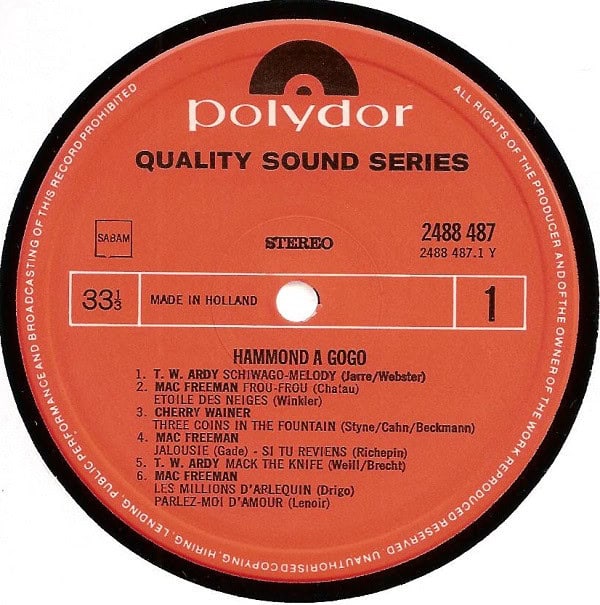 polydor
QUALITY SOUND SERIES
SABAM
STEREO
2488 487
2488 487.1 Y
33⅓
MADE IN HOLLAND
1
HAMMOND A GOGO
1. T. W. ARDY SCHIWAGO-MELODY (Jarre/Webster)
2. MAC FREEMAN FROU-FROU (Chatau)
ETOILE DES NEIGES (Winkler)
3. CHERRY WAINER
THREE COINS IN THE FOUNTAIN (Styne/Cahn/Beckmann)
4. MAC FREEMAN
JALOUSIE (Gade) - SI TU REVIENS (Richepin)
5. T. W. ARDY MACK THE KNIFE (Weill/Brecht)
6. MAC FREEMAN
LES MILLIONS D'ARLEQUIN (Drigo)
PARLEZ-MOI D'AMOUR (Lenoir)
ALL RIGHTS OF THE PRODUCER AND OF THE OWNER OF THE WORK REPRODUCED RESERVED. UNAUTHORISED COPYING, HIRING, LENDING, PUBLIC PERFORMANCE AND BROADCASTING OF THIS RECORD PROHIBITED